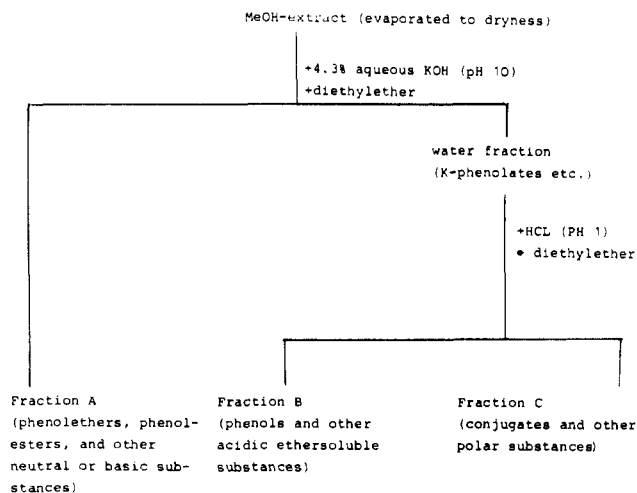 MeOH-extract (evaporated to dryness)
+4.3% aqueous KOH (pH 10)
+diethylether
water fraction
(K-phenolates etc.)
+HCL (PH 1)
• diethylether
Fraction A
(phenolethers, phenol-
esters, and other
neutral or basic sub-
stances)
Fraction B
(phenols and other
acidic ethersoluble
substances)
Fraction C
(conjugates and other
polar substances)